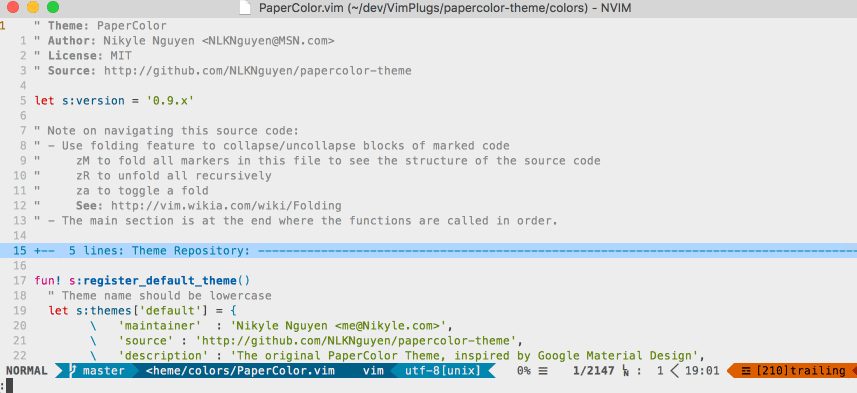 PaperColor.vim (~/dev/VimPlugs/papercolor-theme/colors) - NVIM
1 " Theme: PaperColor
1 " Author: Nikyle Nguyen <NLKNguyen@MSN.com>
2 " License: MIT
3 " Source: http://github.com/NLKNguyen/papercolor-theme
4
5 let s:version = '0.9.x'
6
7 " Note on navigating this source code:
8 " - Use folding feature to collapse/uncollapse blocks of marked code
9 "     zM to fold all markers in this file to see the structure of the source code
10 "     zR to unfold all recursively
11 "     za to toggle a fold
12 "     See: http://vim.wikia.com/wiki/Folding
13 " - The main section is at the end where the functions are called in order.
14
15 +--  5 lines: Theme Repository: --------------------------------------------------------------------------------------
16
17 fun! s:register_default_theme()
18   " Theme name should be lowercase
19   let s:themes['default'] = {
20         \   'maintainer'  : 'Nikyle Nguyen <me@Nikyle.com>',
21         \   'source' : 'http://github.com/NLKNguyen/papercolor-theme',
22         \   'description' : 'The original PaperColor Theme, inspired by Google Material Design',
NORMAL master <heme/colors/PaperColor.vim vim utf-8[unix] 0% ☰ 1/2147 ㏑ : 1 < 19:01 ☰ [210]trailing
: